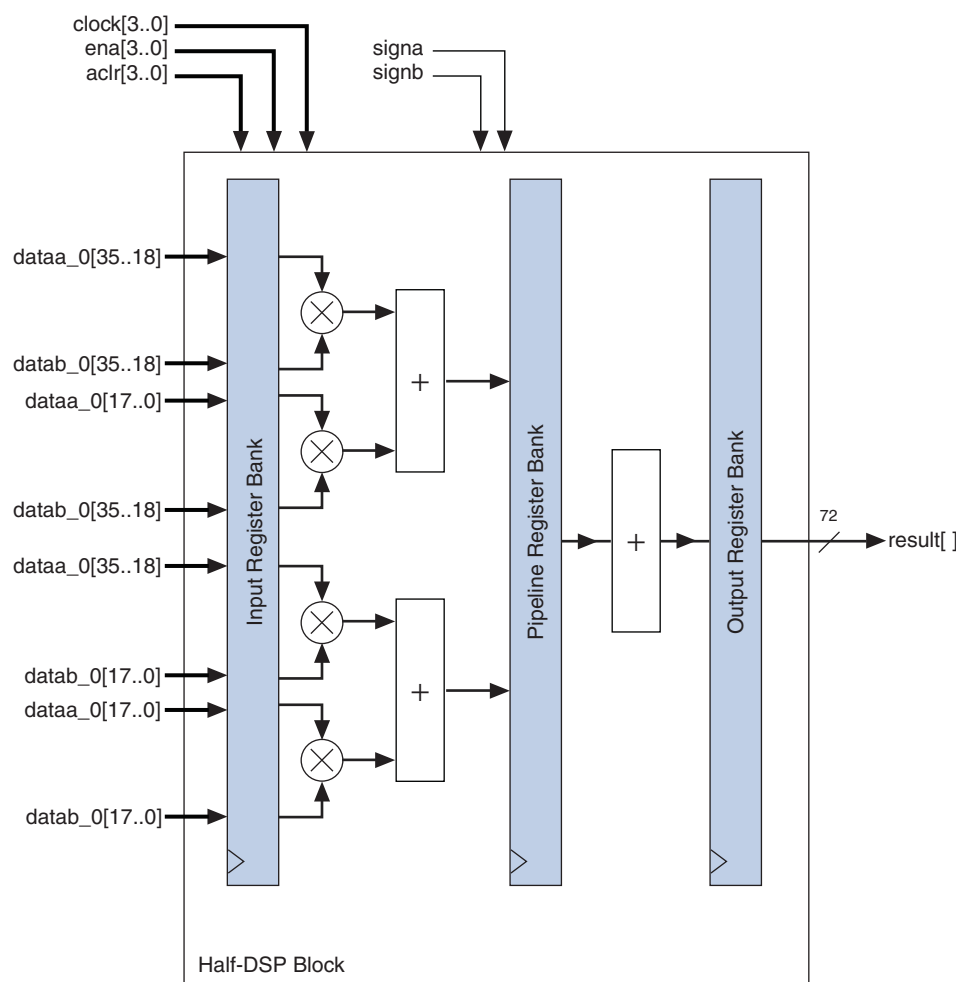 clock[3..0]
ena[3..0]
aclr[3..0]
signa
signb
dataa_0[35..18]
datab_0[35..18]
dataa_0[17..0]
datab_0[35..18]
dataa_0[35..18]
datab_0[17..0]
dataa_0[17..0]
datab_0[17..0]
Input Register Bank
+
+
Pipeline Register Bank
+
Output Register Bank
72
result[ ]
Half-DSP Block